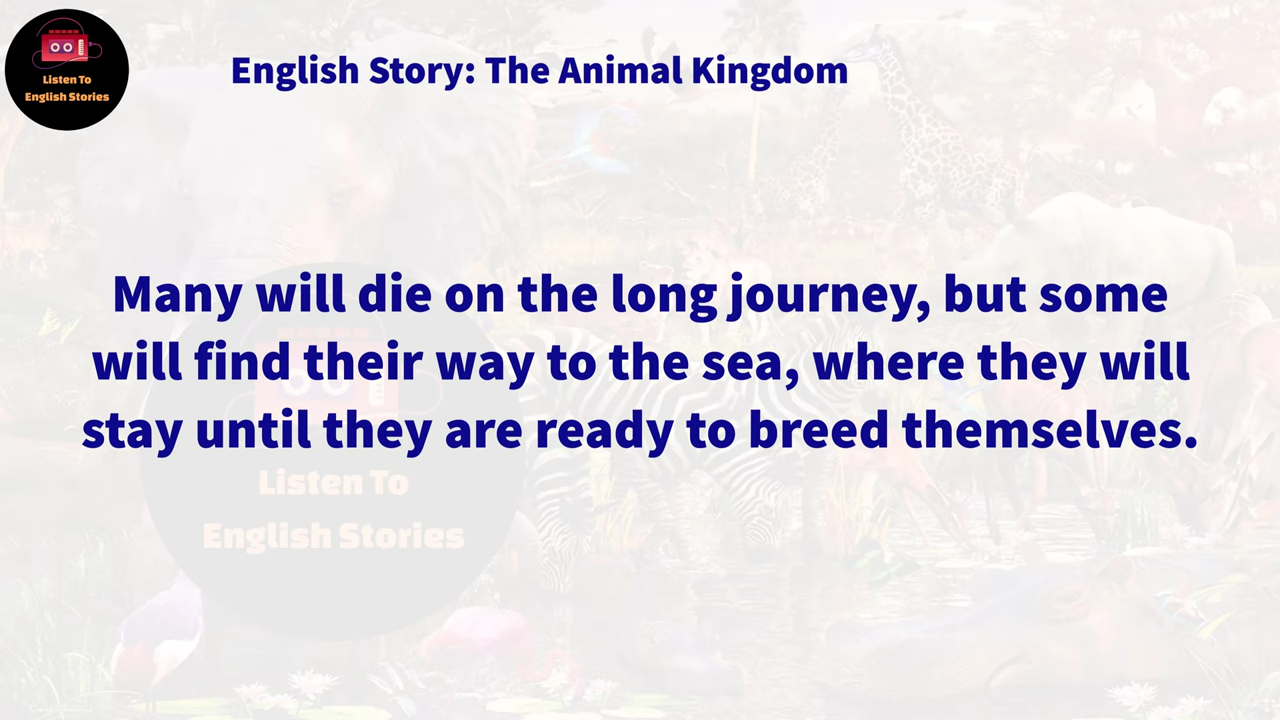 Listen To
English Stories
English Story: The Animal Kingdom
Many will die on the long journey, but some
will find their way to the sea, where they will
stay until they are ready to breed themselves.
Listen To
English Stories